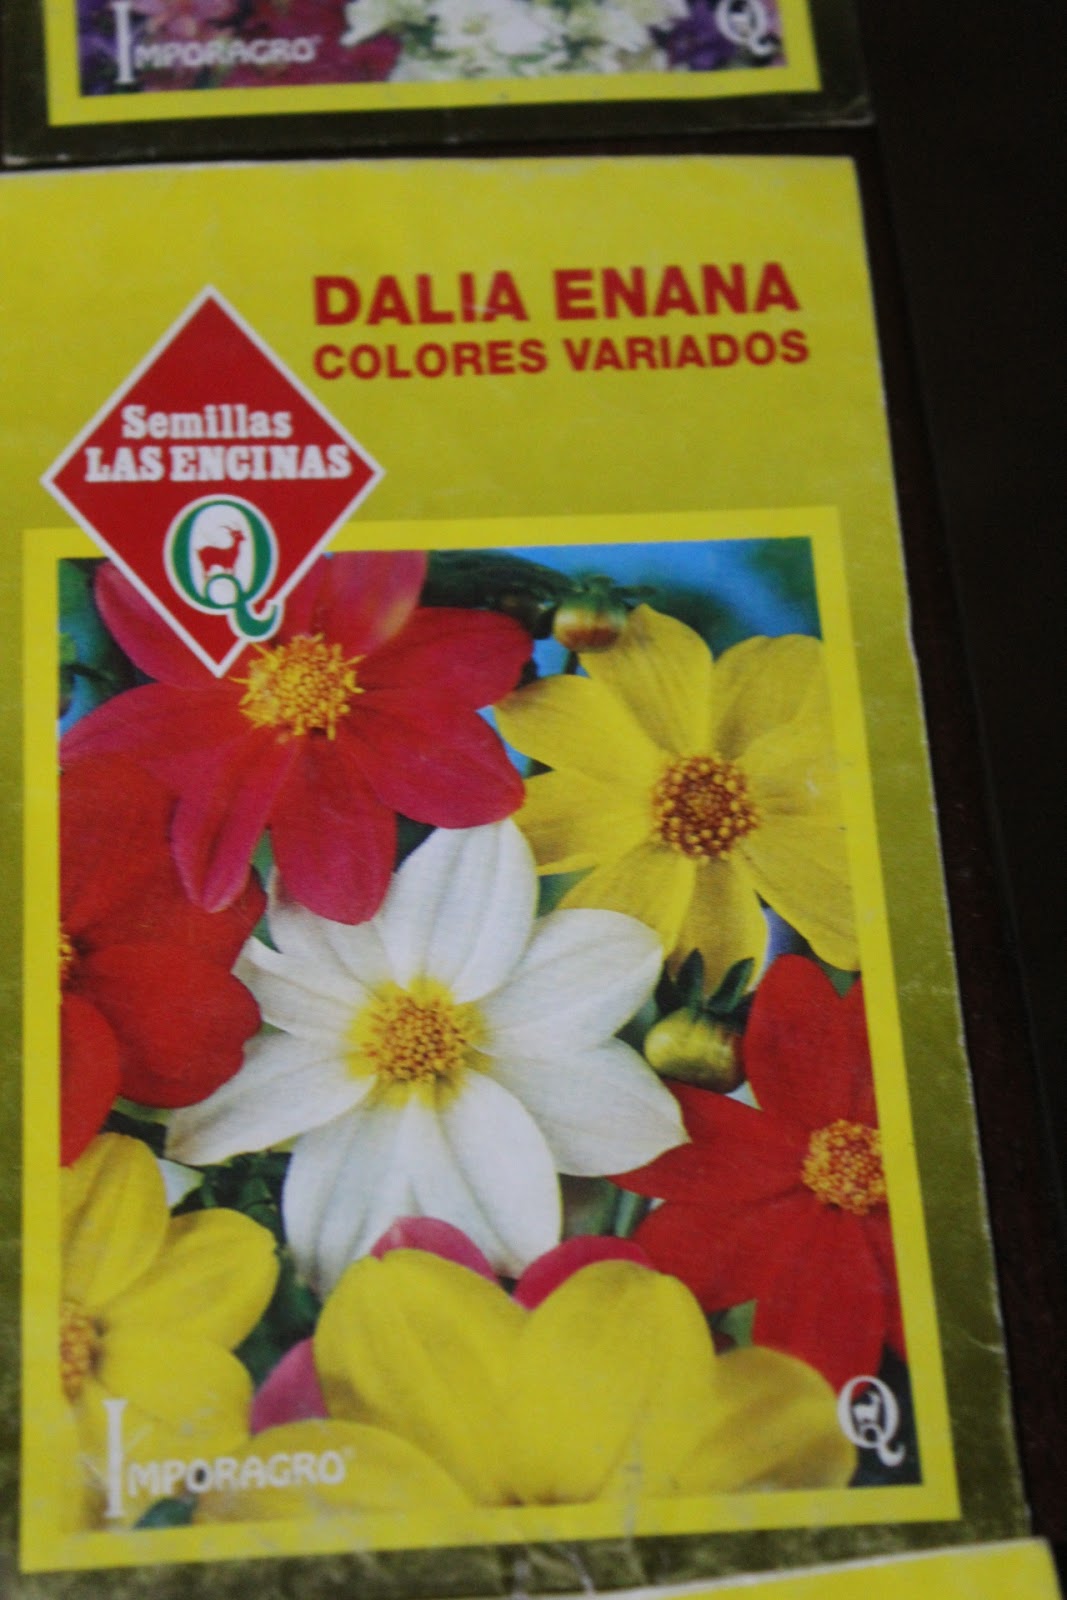 IMPORAGRO
Q
DALIA ENANA
COLORES VARIADOS
Semillas
LAS ENCINAS
Q
IMPORAGRO
Q